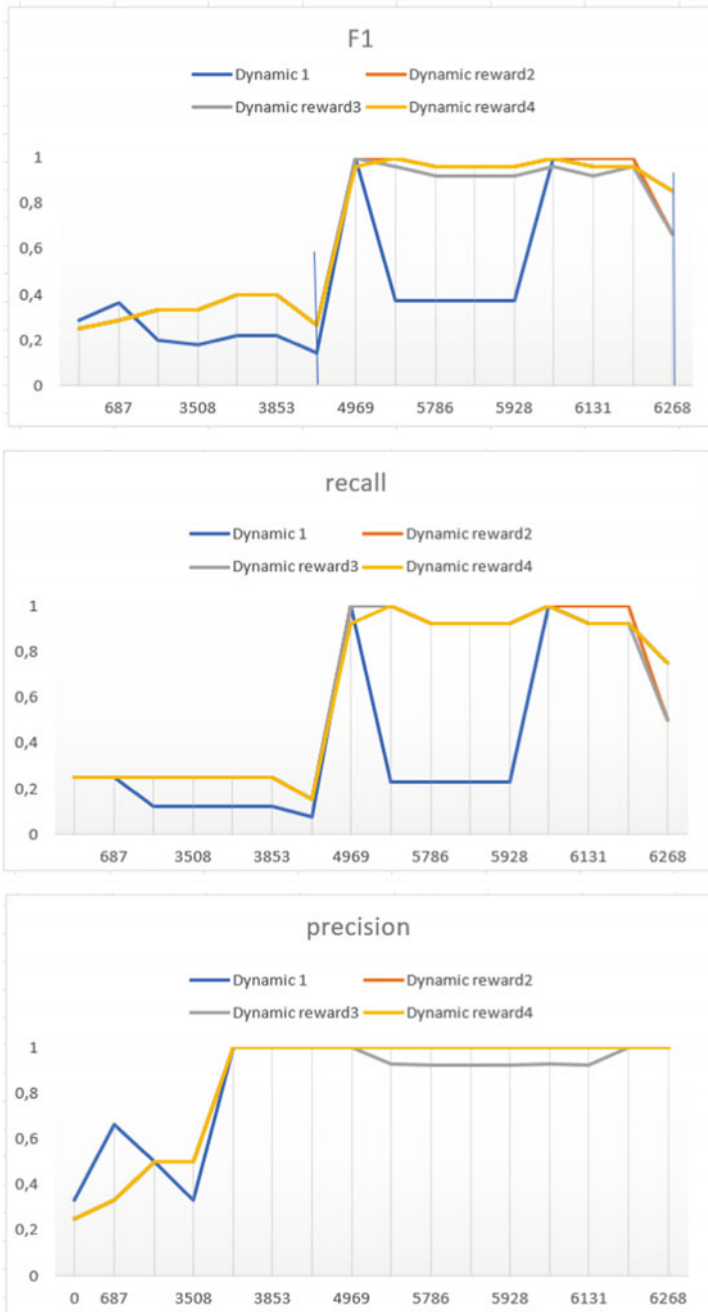 F1
Dynamic 1 Dynamic reward2
Dynamic reward3 Dynamic reward4
1
0,8
0,6
0,4
0,2
0
687 3508 3853 4969 5786 5928 6131 6268
recall
Dynamic 1 Dynamic reward2
Dynamic reward3 Dynamic reward4
1
0,8
0,6
0,4
0,2
0
687 3508 3853 4969 5786 5928 6131 6268
precision
Dynamic 1 Dynamic reward2
Dynamic reward3 Dynamic reward4
1
0,8
0,6
0,4
0,2
0
0 687 3508 3853 4969 5786 5928 6131 6268